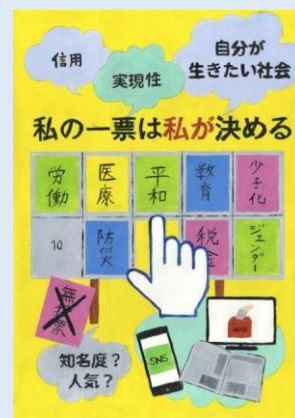 信用
実現性
自分が
生きたい社会
私の一票は私が決める
労働
医療
平和
教育
少子化
10
防災
税金
ジェンダー
無投票
知名度?
人気?
SNS
VOTE